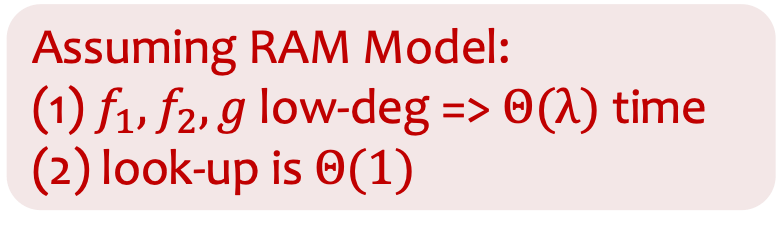 Assuming RAM Model:
(1) f₁, f₂, g low-deg => Θ(λ) time
(2) look-up is Θ(1)